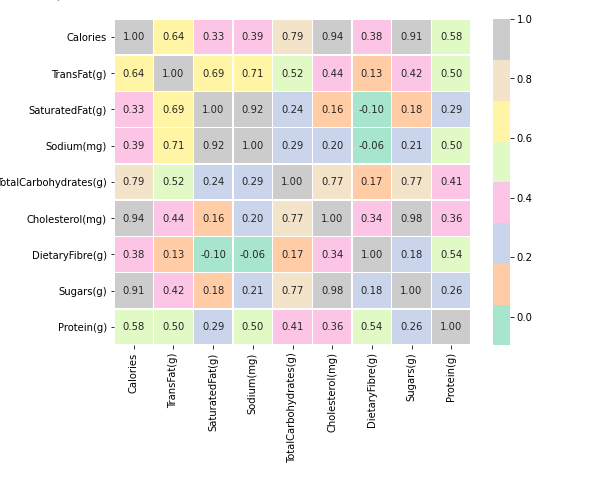 Calories 1.00 0.64 0.33 0.39 0.79 0.94 0.38 0.91 0.58
TransFat(g) 0.64 1.00 0.69 0.71 0.52 0.44 0.13 0.42 0.50
SaturatedFat(g) 0.33 0.69 1.00 0.92 0.24 0.16 -0.10 0.18 0.29
Sodium(mg) 0.39 0.71 0.92 1.00 0.29 0.20 -0.06 0.21 0.50
otalCarbohydrates(g) 0.79 0.52 0.24 0.29 1.00 0.77 0.17 0.77 0.41
Cholesterol(mg) 0.94 0.44 0.16 0.20 0.77 1.00 0.34 0.98 0.36
DietaryFibre(g) 0.38 0.13 -0.10 -0.06 0.17 0.34 1.00 0.18 0.54
Sugars(g) 0.91 0.42 0.18 0.21 0.77 0.98 0.18 1.00 0.26
Protein(g) 0.58 0.50 0.29 0.50 0.41 0.36 0.54 0.26 1.00
Calories
TransFat(g)
SaturatedFat(g)
Sodium(mg)
TotalCarbohydrates(g)
Cholesterol(mg)
DietaryFibre(g)
Sugars(g)
Protein(g)
1.0
0.8
0.6
0.4
0.2
0.0